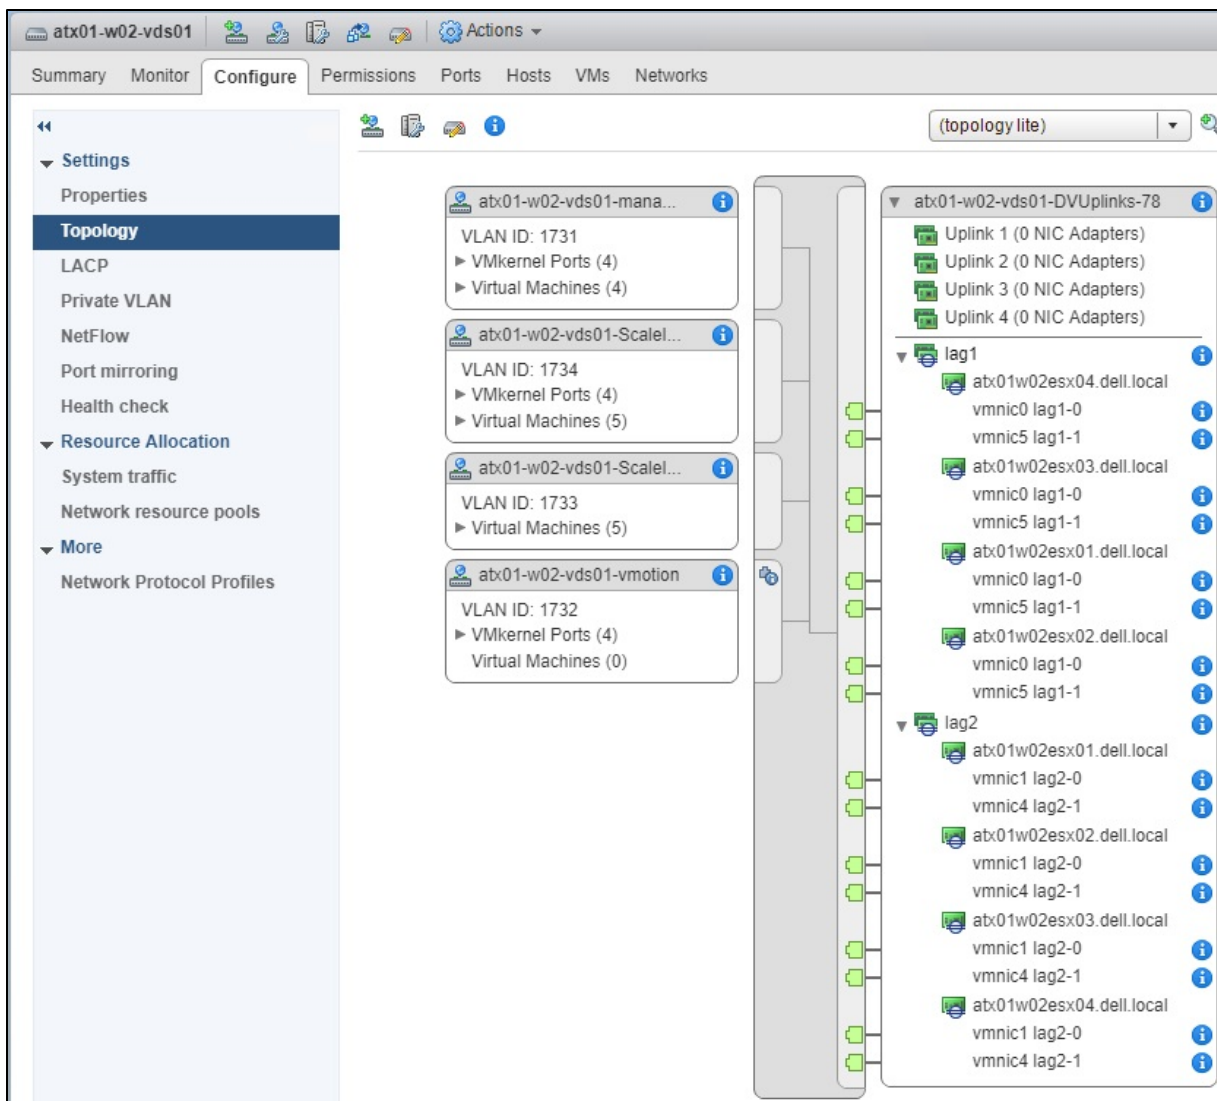 atx01-w02-vds01 Actions
Summary Monitor Configure Permissions Ports Hosts VMs Networks
(topology lite)
Settings
Properties
Topology
LACP
Private VLAN
NetFlow
Port mirroring
Health check
Resource Allocation
System traffic
Network resource pools
More
Network Protocol Profiles
atx01-w02-vds01-mana...
VLAN ID: 1731
VMkernel Ports (4)
Virtual Machines (4)
atx01-w02-vds01-Scalel...
VLAN ID: 1734
VMkernel Ports (4)
Virtual Machines (5)
atx01-w02-vds01-Scalel...
VLAN ID: 1733
Virtual Machines (5)
atx01-w02-vds01-vmotion
VLAN ID: 1732
VMkernel Ports (4)
Virtual Machines (0)
atx01-w02-vds01-DVUplinks-78
Uplink 1 (0 NIC Adapters)
Uplink 2 (0 NIC Adapters)
Uplink 3 (0 NIC Adapters)
Uplink 4 (0 NIC Adapters)
lag1
atx01w02esx04.dell.local
vmnic0 lag1-0
vmnic5 lag1-1
atx01w02esx03.dell.local
vmnic0 lag1-0
vmnic5 lag1-1
atx01w02esx01.dell.local
vmnic0 lag1-0
vmnic5 lag1-1
atx01w02esx02.dell.local
vmnic0 lag1-0
vmnic5 lag1-1
lag2
atx01w02esx01.dell.local
vmnic1 lag2-0
vmnic4 lag2-1
atx01w02esx02.dell.local
vmnic1 lag2-0
vmnic4 lag2-1
atx01w02esx03.dell.local
vmnic1 lag2-0
vmnic4 lag2-1
atx01w02esx04.dell.local
vmnic1 lag2-0
vmnic4 lag2-1